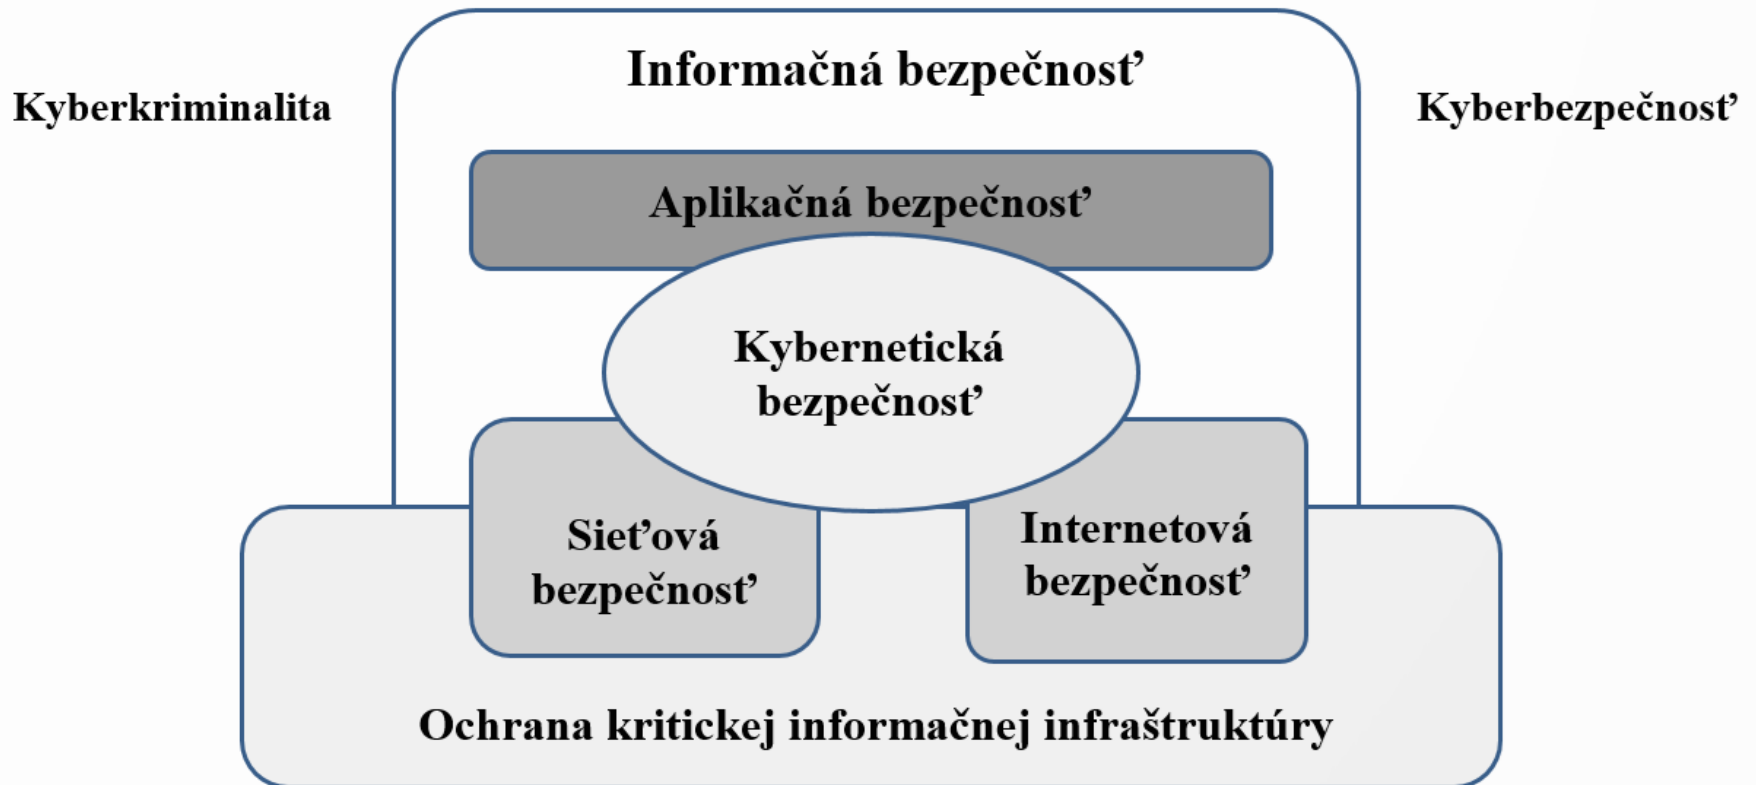 Informačná bezpečnosť
Kyberkriminalita
Kyberbezpečnosť
Aplikačná bezpečnosť
Kybernetická
bezpečnosť
Sieťová
bezpečnosť
Internetová
bezpečnosť
Ochrana kritickej informačnej infraštruktúry